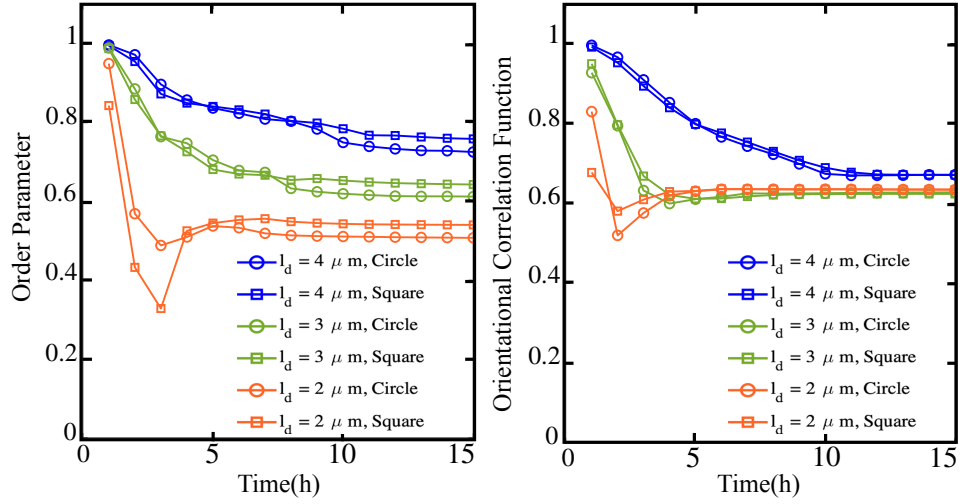 Order Parameter
1
0.8
0.6
0.4
0.2
0
0
5
10
15
Time(h)
l_d = 4 μ m, Circle
l_d = 4 μ m, Square
l_d = 3 μ m, Circle
l_d = 3 μ m, Square
l_d = 2 μ m, Circle
l_d = 2 μ m, Square
Orientational Correlation Function
1
0.8
0.6
0.4
0.2
0
0
5
10
15
Time(h)
l_d = 4 μ m, Circle
l_d = 4 μ m, Square
l_d = 3 μ m, Circle
l_d = 3 μ m, Square
l_d = 2 μ m, Circle
l_d = 2 μ m, Square